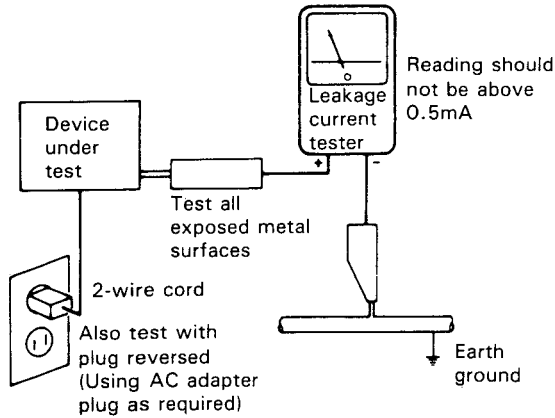 Reading should
not be above
0.5mA
Leakage
current
tester
+ -
Device
under
test
Test all
exposed metal
surfaces
2-wire cord
Also test with
plug reversed
(Using AC adapter
plug as required)
Earth
ground